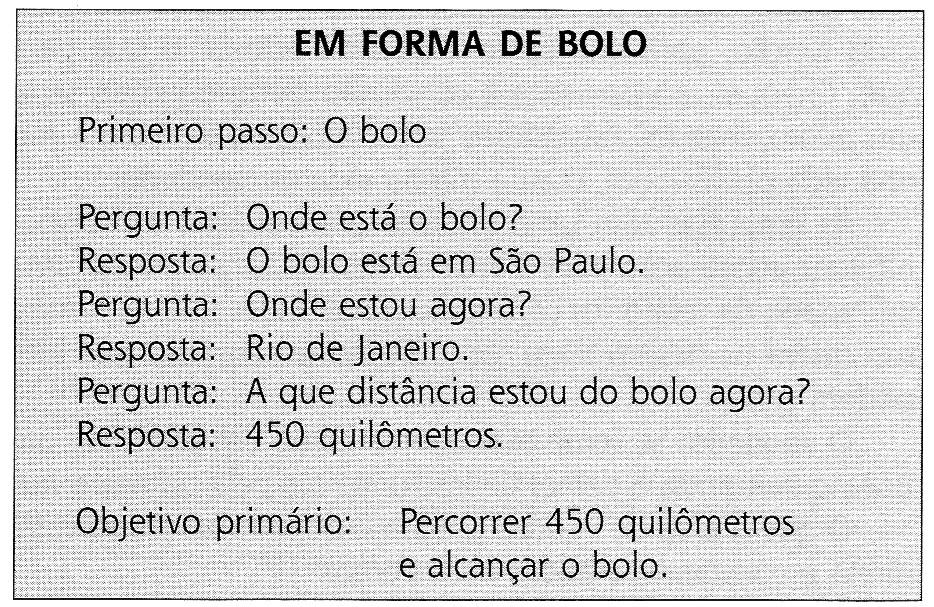 EM FORMA DE BOLO
Primeiro passo: O bolo
Pergunta: Onde está o bolo?
Resposta: O bolo está em São Paulo.
Pergunta: Onde estou agora?
Resposta: Rio de Janeiro.
Pergunta: A que distância estou do bolo agora?
Resposta: 450 quilômetros.
Objetivo primário: Percorrer 450 quilômetros
e alcançar o bolo.